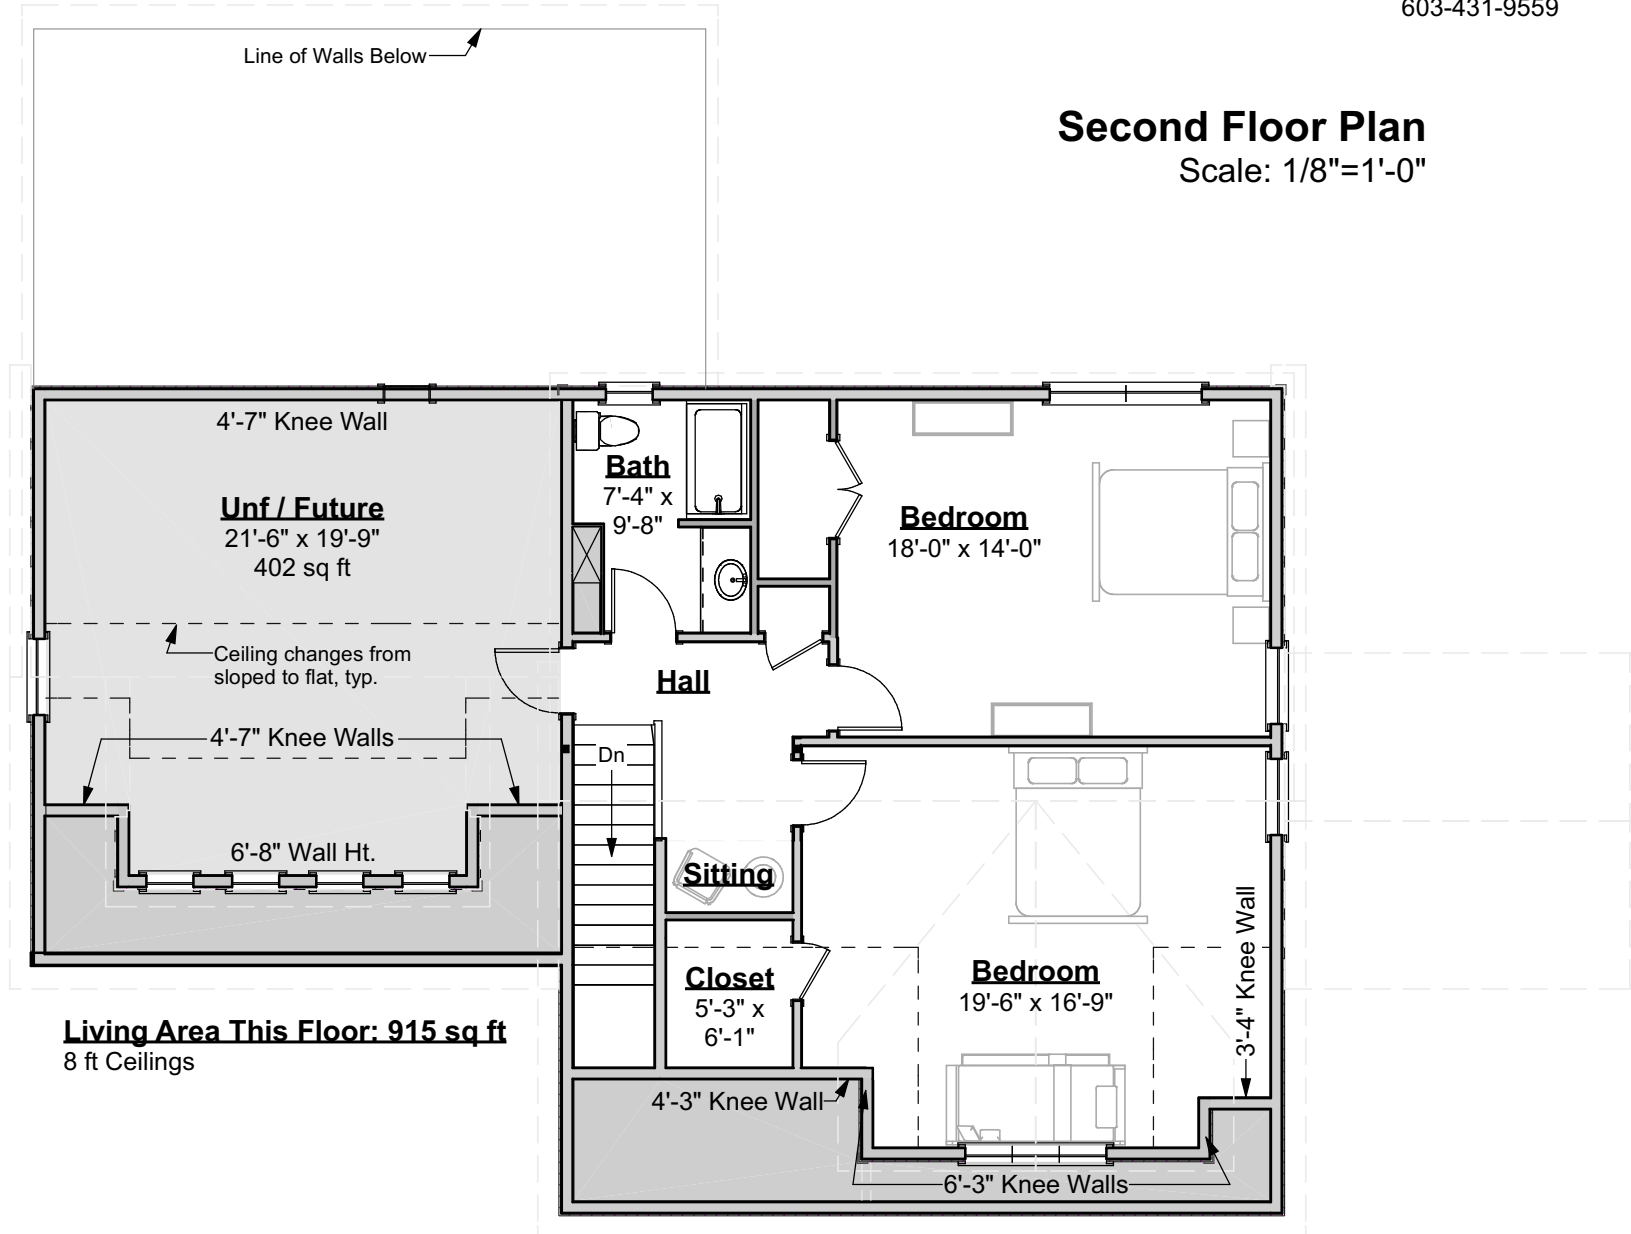 603-431-9559
Line of Walls Below
Second Floor Plan
Scale: 1/8"=1'-0"
4'-7" Knee Wall
Unf / Future
21'-6" x 19'-9"
402 sq ft
Bath
7'-4" x
9'-8"
Bedroom
18'-0" x 14'-0"
Ceiling changes from
sloped to flat, typ.
Hall
4'-7" Knee Walls
Dn
6'-8" Wall Ht.
Sitting
Closet
5'-3" x
6'-1"
Bedroom
19'-6" x 16'-9"
3'-4" Knee Wall
Living Area This Floor: 915 sq ft
8 ft Ceilings
4'-3" Knee Wall
6'-3" Knee Walls